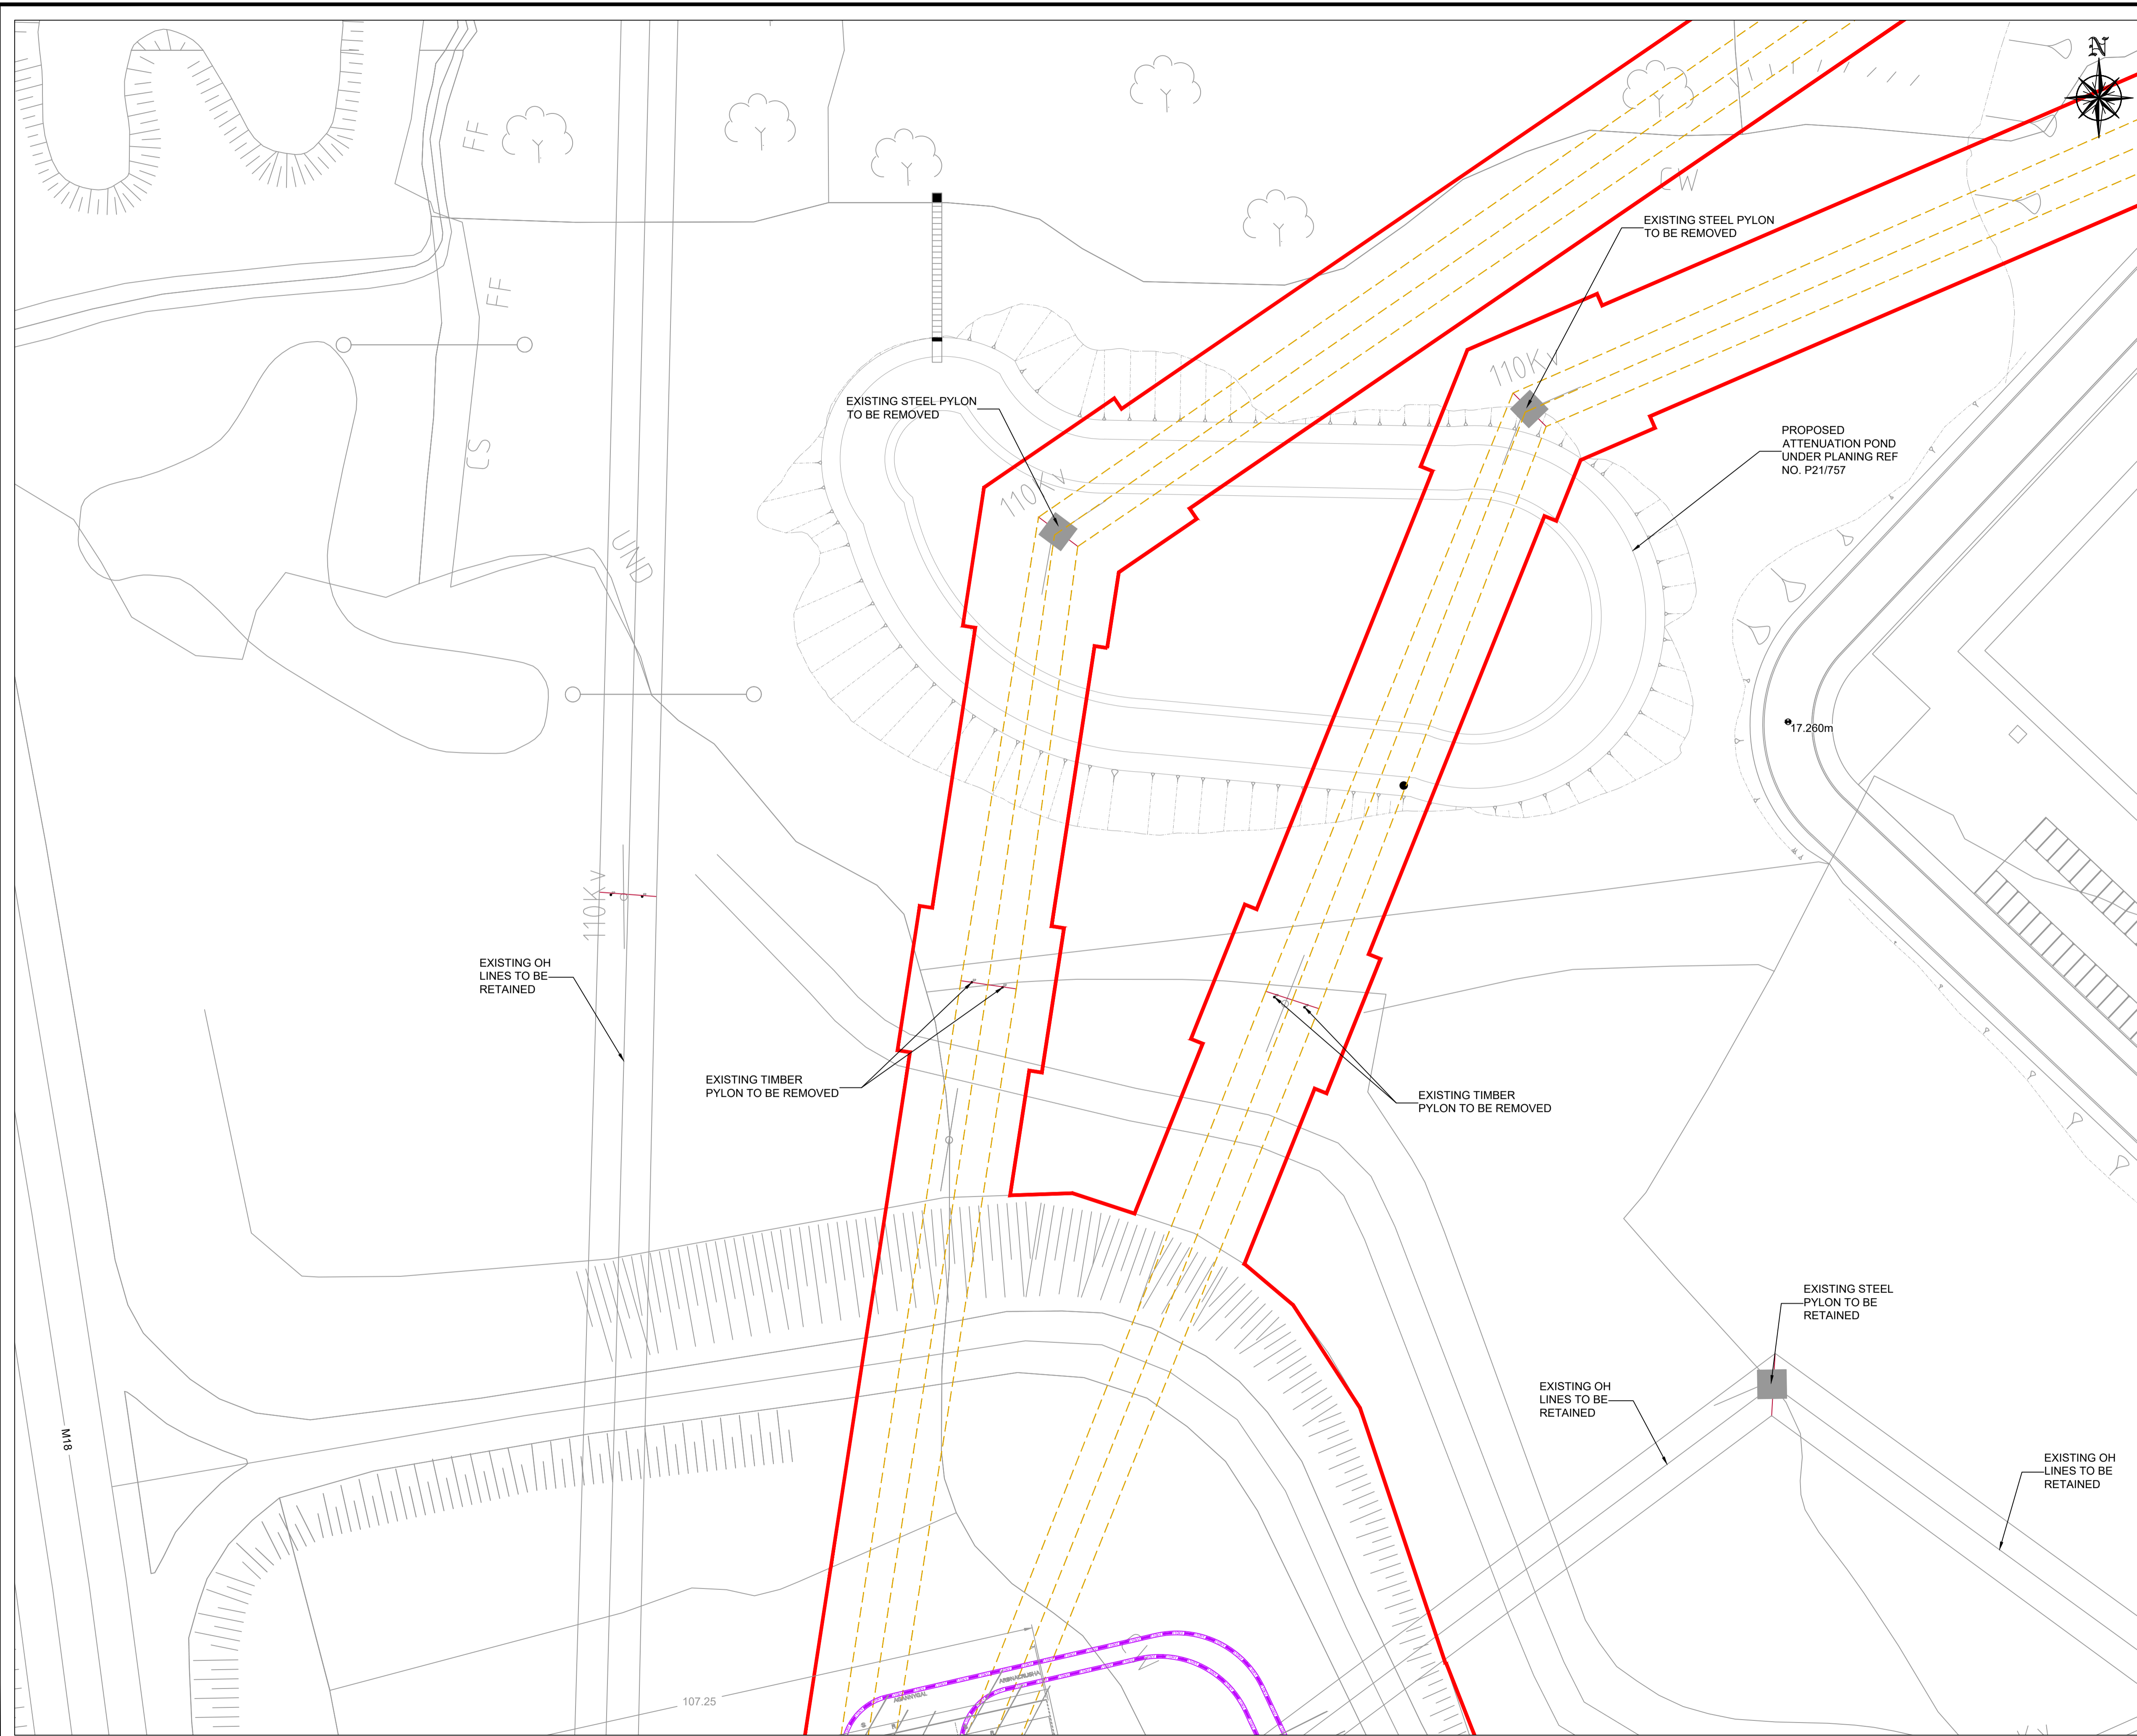 N
FF
CW
EXISTING STEEL PYLON
TO BE REMOVED
FF
110KV
EXISTING STEEL PYLON
TO BE REMOVED
PROPOSED
ATTENUATION POND
UNDER PLANING REF
NO. P21/757
CS
110KV
UWD
17.260m
110KV
EXISTING OH
LINES TO BE
RETAINED
EXISTING TIMBER
PYLON TO BE REMOVED
EXISTING TIMBER
PYLON TO BE REMOVED
EXISTING STEEL
PYLON TO BE
RETAINED
EXISTING OH
LINES TO BE
RETAINED
M18
EXISTING OH
LINES TO BE
RETAINED
107.25
AGANNYGAL